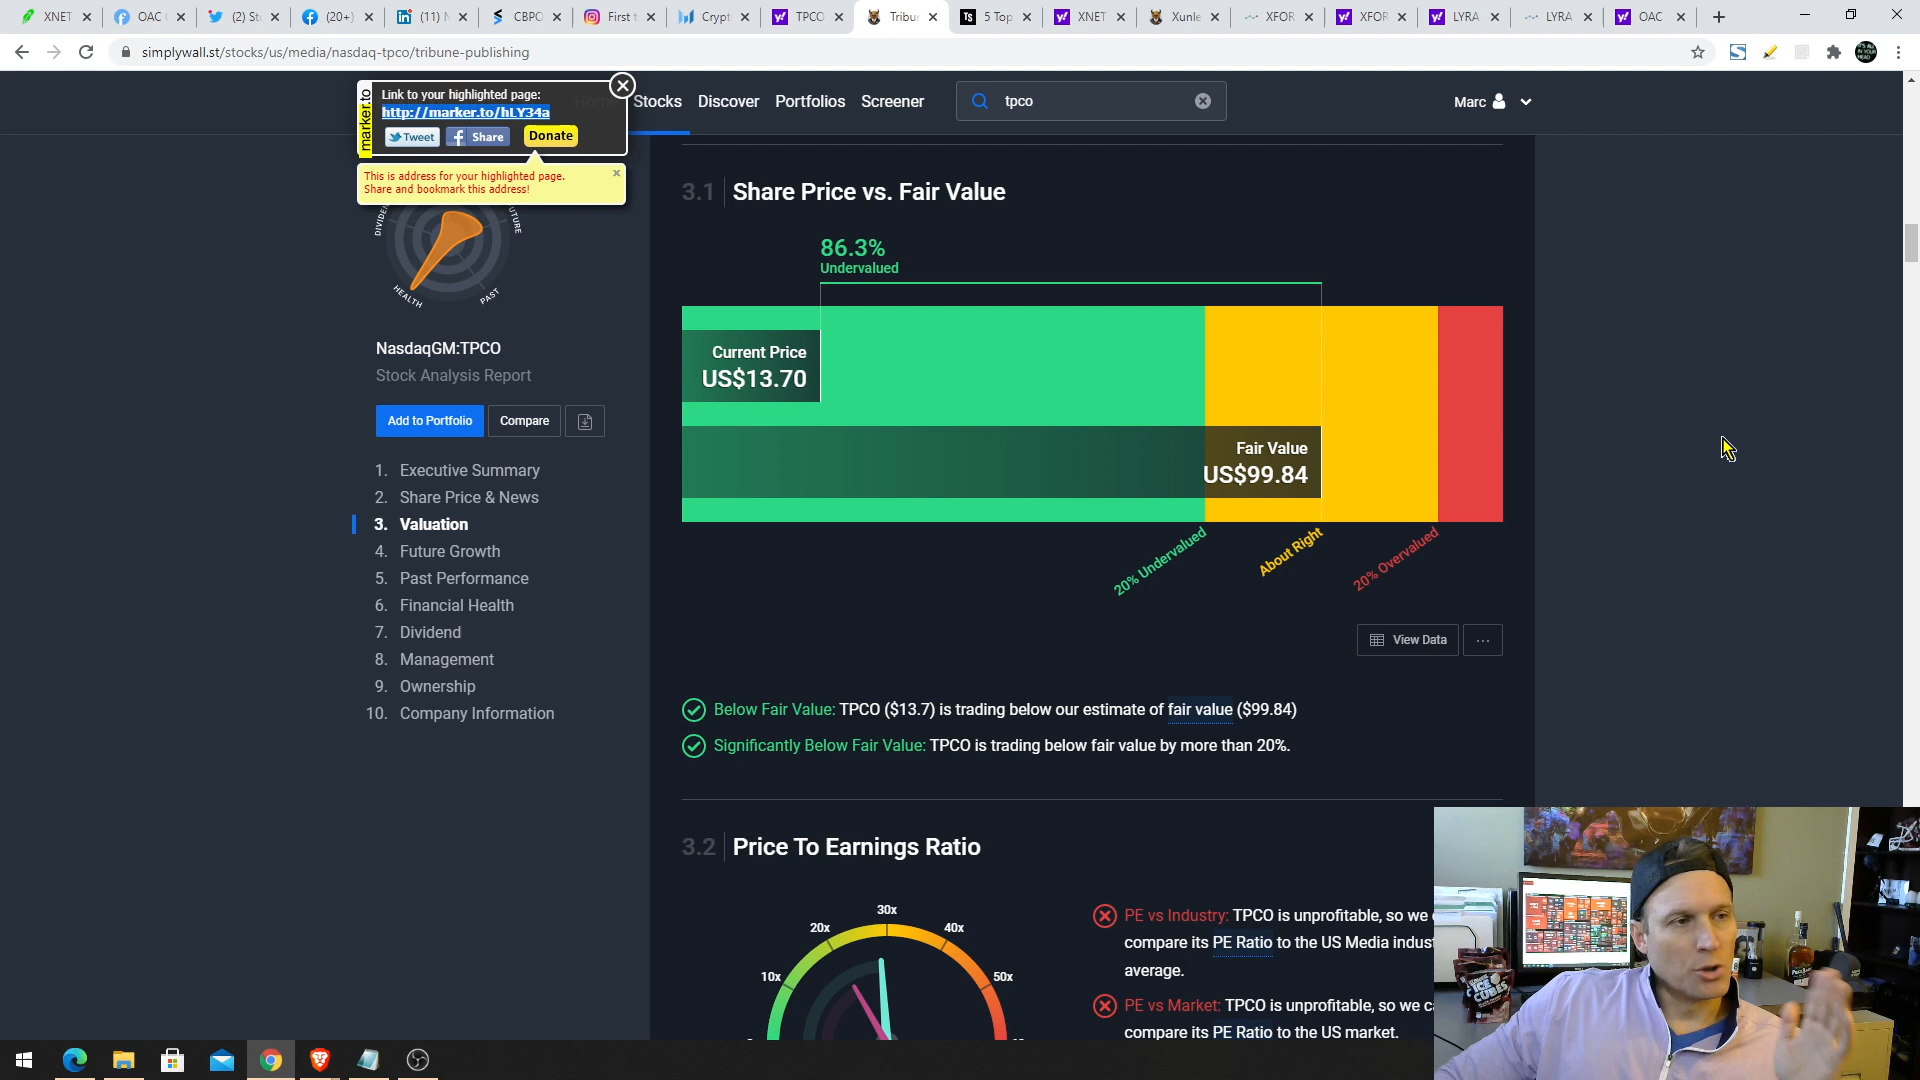 XNET
OAC
(2) St
(20+)
(11) N
CBPO
First t
Crypt
TPCO
Tribu
5 Top
XNET
Xunle
XFOR
XFOR
LYRA
LYRA
OAC
simplywall.st/stocks/us/media/nasdaq-tpco/tribune-publishing
marker.to
Link to your highlighted page:
http://marker.to/hLY34a
Tweet
Share
Donate
This is address for your highlighted page.
Share and bookmark this address!
Home
Stocks
Discover
Portfolios
Screener
tpco
Marc
HEALTH
PAST
NasdaqGM:TPCO
Stock Analysis Report
Add to Portfolio
Compare
1. Executive Summary
2. Share Price & News
3. Valuation
4. Future Growth
5. Past Performance
6. Financial Health
7. Dividend
8. Management
9. Ownership
10. Company Information
3.1 Share Price vs. Fair Value
86.3%
Undervalued
Current Price
US$13.70
Fair Value
US$99.84
20% Undervalued
About Right
20% Overvalued
View Data
Below Fair Value: TPCO ($13.7) is trading below our estimate of fair value ($99.84)
Significantly Below Fair Value: TPCO is trading below fair value by more than 20%.
3.2 Price To Earnings Ratio
10x
20x
30x
40x
50x
PE vs Industry: TPCO is unprofitable, so we
compare its PE Ratio to the US Media
average.
PE vs Market: TPCO is unprofitable, so we
compare its PE Ratio to the US market.
ICE
CUBES